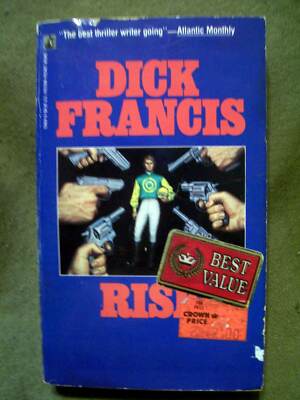 "The best thriller writer going"—Atlantic Monthly
DICK
FRANCIS
RIS
BEST
VALUE
CROWN
PRICE